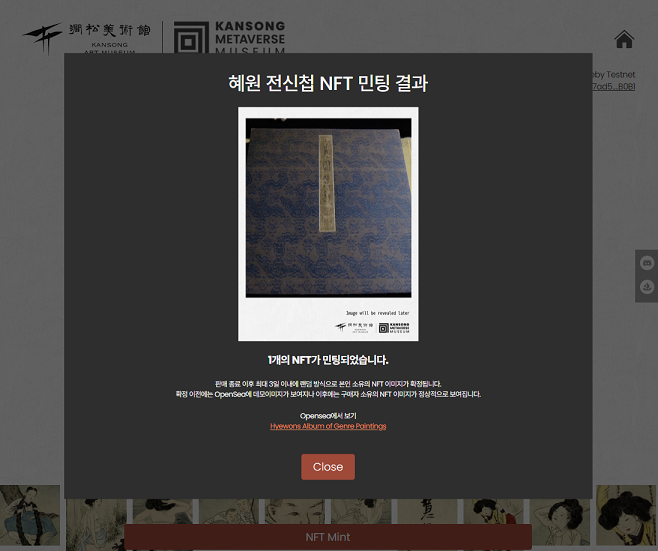 澗松美術館
KANSONG
ART MUSEUM
KANSONG
METAVERSE
MUSEUM
혜원 전신첩 NFT 민팅 결과
Testnet
7ad5...8081
Image will be revealed later
澗松美術館
KANSONG
METAVERSE
MUSEUM
1개의 NFT가 민팅되었습니다.
판매 종료 이후 최대 3일 이내에 랜덤 방식으로 본인 소유의 NFT 이미지가 확정됩니다.
확정 이전에는 OpenSea에 데모이미지가 보여지나 이후에는 구매자 소유의 NFT 이미지가 정상적으로 보여집니다.
Opensea에서 보기
Hyewons Album of Genre Paintings
Close
NFT Mint